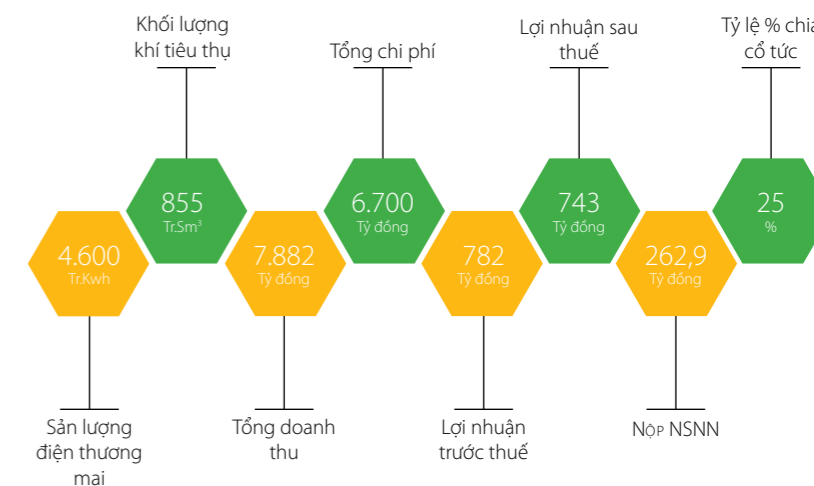 Khối lượng
khí tiêu thụ
Tổng chi phí
Lợi nhuận sau
thuế
Tỷ lệ % chia
cổ tức
855
Tr.Sm³
6.700
Tỷ đồng
743
Tỷ đồng
25
%
4.600
Tr.Kwh
7.882
Tỷ đồng
782
Tỷ đồng
262,9
Tỷ đồng
Sản lượng
điện thương
mại
Tổng doanh
thu
Lợi nhuận
trước thuế
Nộp NSNN